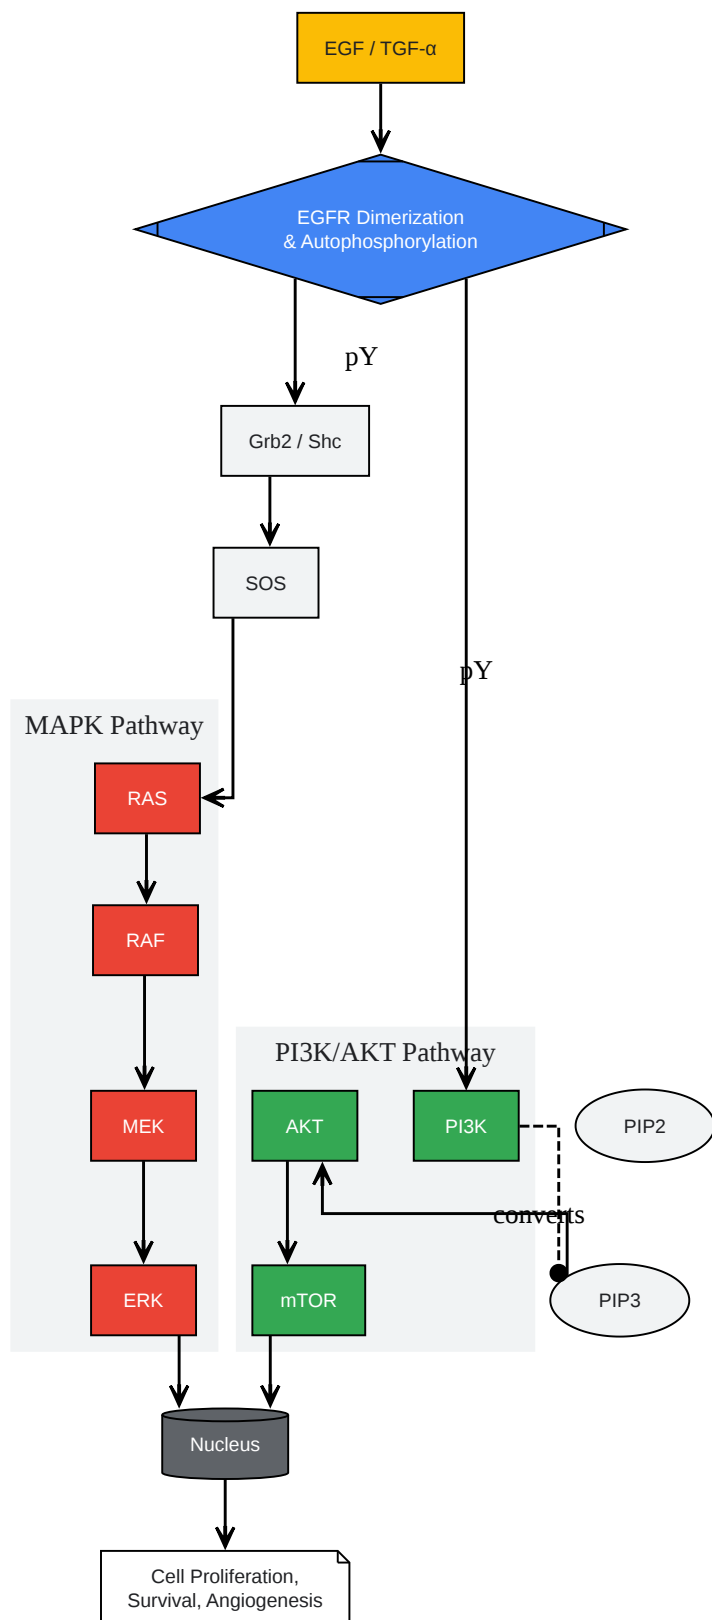 EGF / TGF-α
EGFR Dimerization
& Autophosphorylation
pY
Grb2 / Shc
SOS
pY
MAPK Pathway
RAS
RAF
PI3K/AKT Pathway
MEK
AKT
PI3K
PIP2
converts
ERK
mTOR
PIP3
Nucleus
Cell Proliferation,
Survival, Angiogenesis